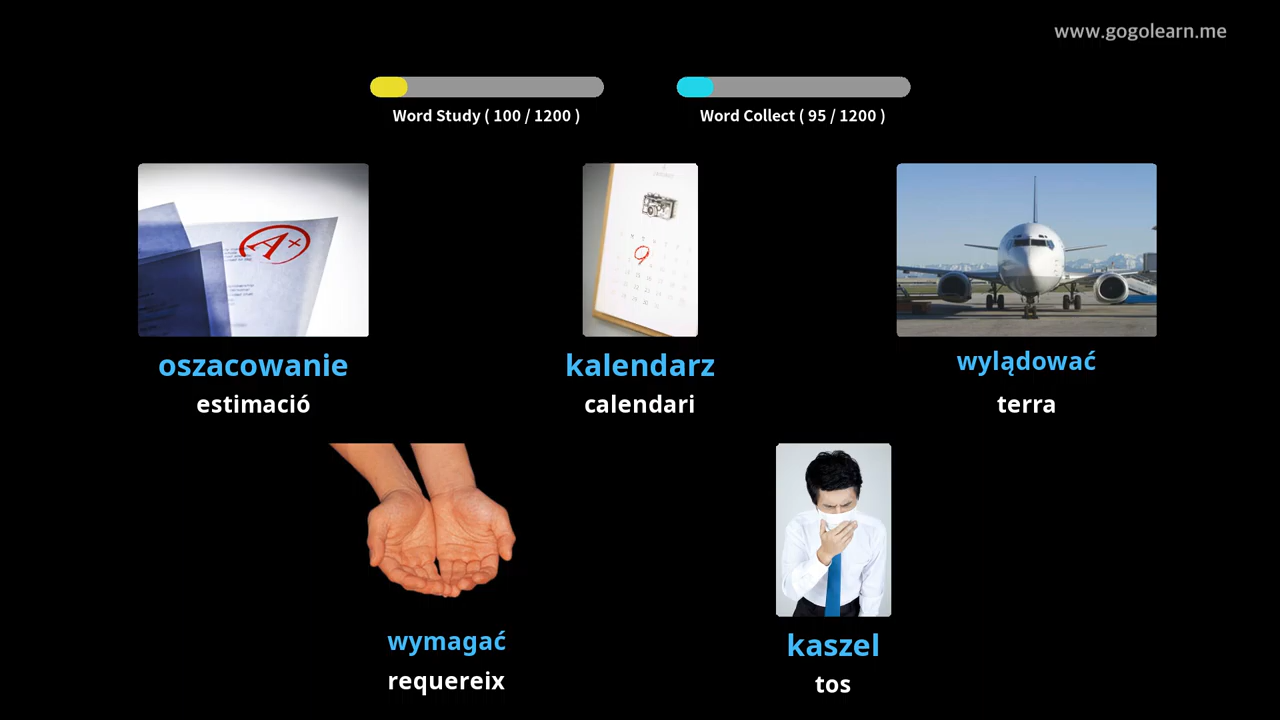 www.gogolearn.me
Word Study ( 100 / 1200 )
Word Collect ( 95 / 1200 )
A+
9
oszacowanie
estimació
kalendarz
calendari
wylądować
terra
wymagać
requereix
kaszel
tos